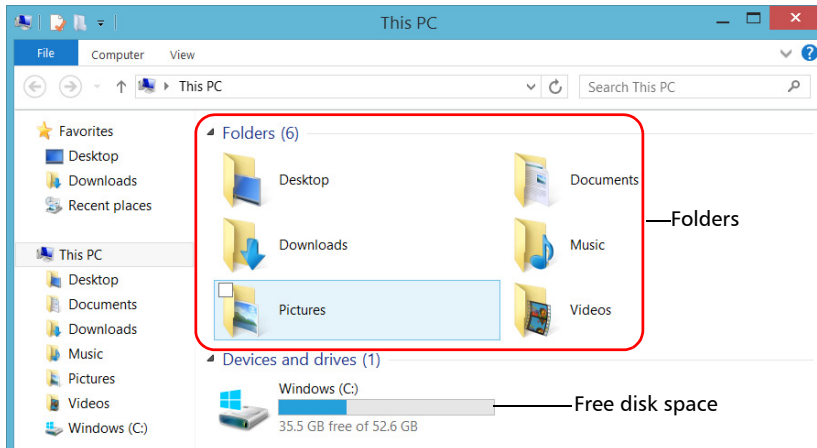 This PC
File Computer View
This PC
Search This PC
Favorites
Desktop
Downloads
Recent places
This PC
Desktop
Documents
Downloads
Music
Pictures
Videos
Windows (C:)
Folders (6)
Desktop
Documents
Downloads
Music
Pictures
Videos
Folders
Devices and drives (1)
Windows (C:)
35.5 GB free of 52.6 GB
Free disk space